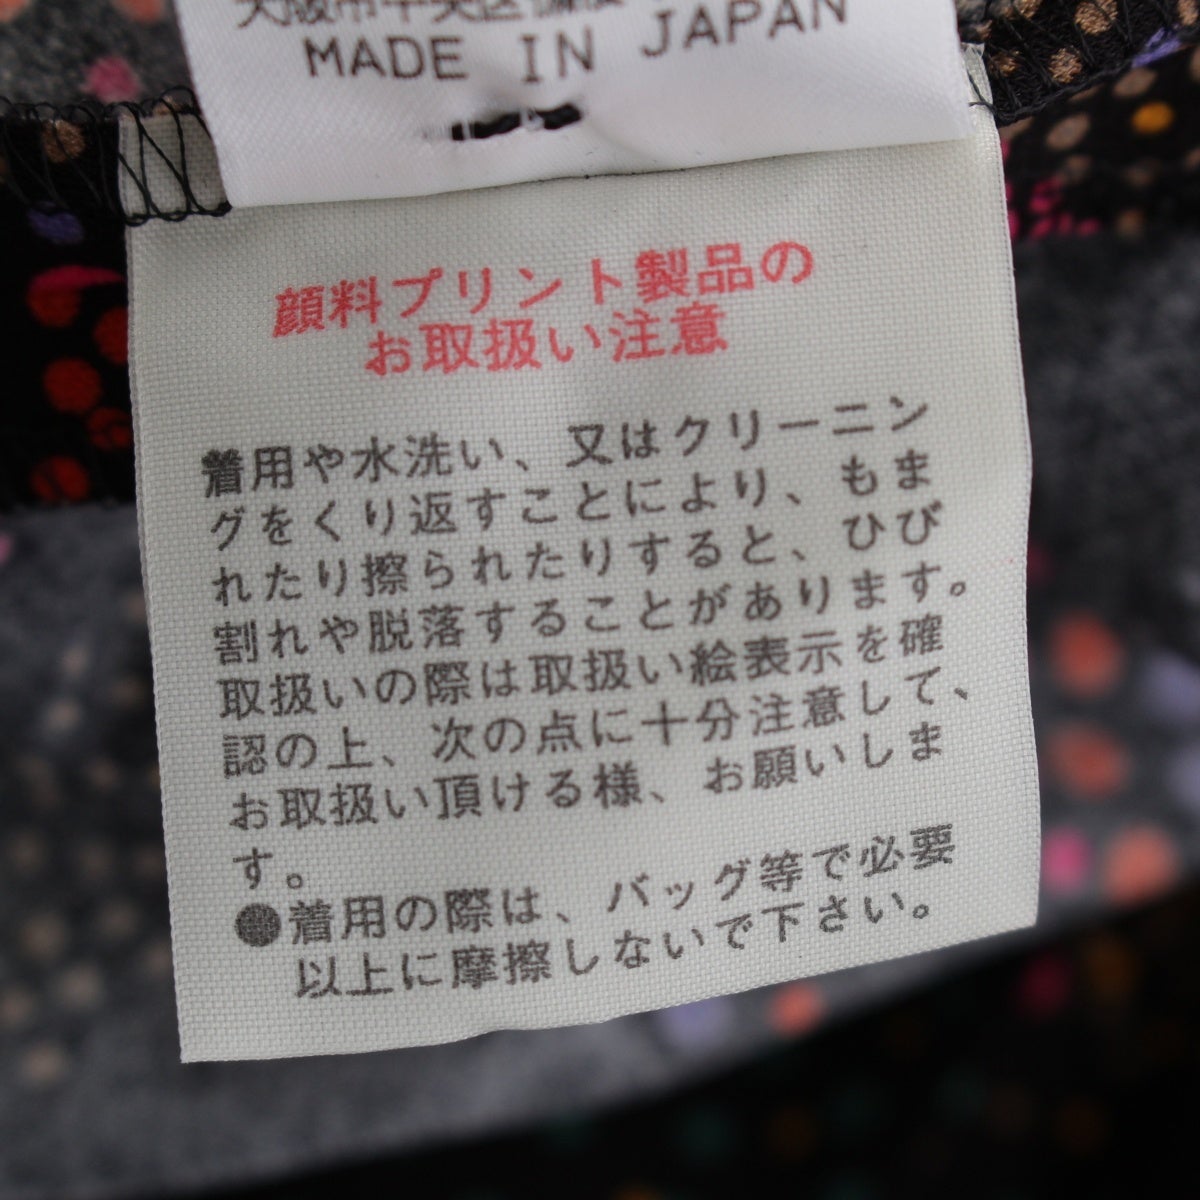 大阪市中央区
MADE IN JAPAN
顔料プリント製品の
お取扱い注意
着用や水洗い、又はクリーニン
グをくり返すことにより、もま
れたり擦られたりすると、ひび
割れや脱落することがあります。
取扱いの際は取扱い絵表示を確
認の上、次の点に十分注意して、
お取扱い頂ける様、お願いしま
す。
●着用の際は、バッグ等で必要
以上に摩擦しないで下さい。